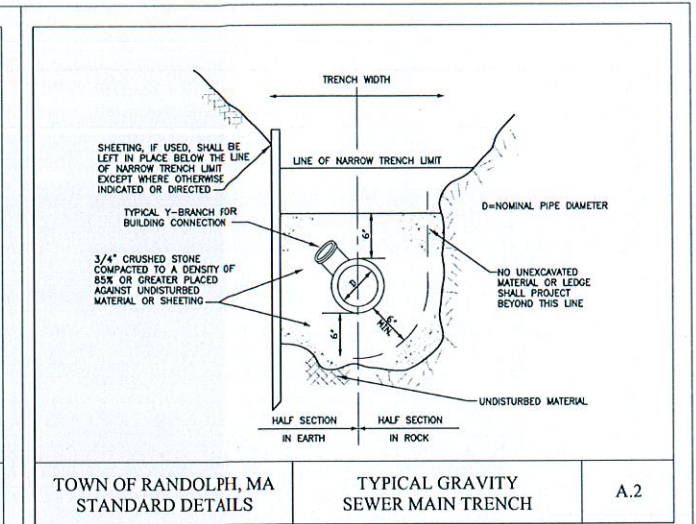 TRENCH WIDTH
SHEETING, IF USED, SHALL BE
LEFT IN PLACE BELOW THE LINE
OF NARROW TRENCH LIMIT
EXCEPT WHERE OTHERWISE
INDICATED OR DIRECTED
LINE OF NARROW TRENCH LIMIT
D=NOMINAL PIPE DIAMETER
TYPICAL Y-BRANCH FOR
BUILDING CONNECTION
6"
3/4" CRUSHED STONE
COMPACTED TO A DENSITY OF
85% OR GREATER PLACED
AGAINST UNDISTURBED
MATERIAL OR SHEETING
D
NO UNEXCAVATED
MATERIAL OR LEDGE
SHALL PROJECT
BEYOND THIS LINE
6"
6"
MIN.
UNDISTURBED MATERIAL
HALF SECTION
IN EARTH
HALF SECTION
IN ROCK
TOWN OF RANDOLPH, MA
STANDARD DETAILS
TYPICAL GRAVITY
SEWER MAIN TRENCH
A.2